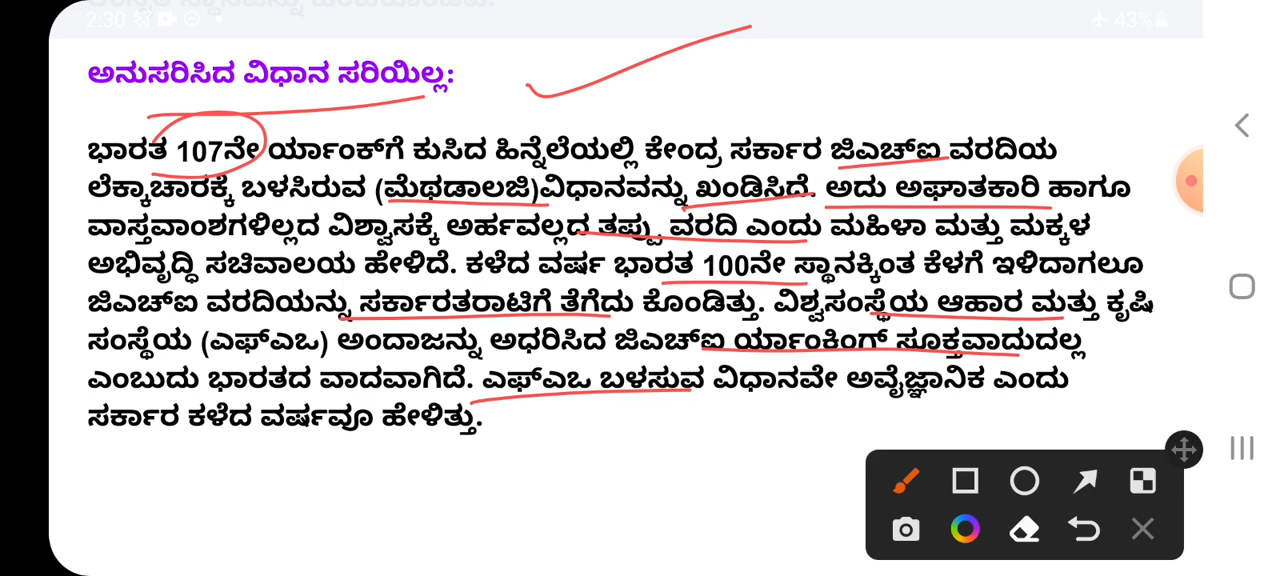 2:30
43%
ಅನುಸರಿಸಿದ ವಿಧಾನ ಸರಿಯಿಲ್ಲ:
ಭಾರತ 107ನೇ ರ್ಯಾಂಕ್‌ಗೆ ಕುಸಿದ ಹಿನ್ನೆಲೆಯಲ್ಲಿ ಕೇಂದ್ರ ಸರ್ಕಾರ ಜಿಎಚ್‌ಐ ವರದಿಯ
ಲೆಕ್ಕಾಚಾರಕ್ಕೆ ಬಳಸಿರುವ (ಮೆಥಡಾಲಜಿ)ವಿಧಾನವನ್ನು ಖಂಡಿಸಿದೆ. ಅದು ಅಘಾತಕಾರಿ ಹಾಗೂ
ವಾಸ್ತವಾಂಶಗಳಿಲ್ಲದ ವಿಶ್ವಾಸಕ್ಕೆ ಅರ್ಹವಲ್ಲದ ತಪ್ಪು ವರದಿ ಎಂದು ಮಹಿಳಾ ಮತ್ತು ಮಕ್ಕಳ
ಅಭಿವೃದ್ಧಿ ಸಚಿವಾಲಯ ಹೇಳಿದೆ. ಕಳೆದ ವರ್ಷ ಭಾರತ 100ನೇ ಸ್ಥಾನಕ್ಕಿಂತ ಕೆಳಗೆ ಇಳಿದಾಗಲೂ
ಜಿಎಚ್‌ಐ ವರದಿಯನ್ನು ಸರ್ಕಾರತರಾಟಿಗೆ ತೆಗೆದು ಕೊಂಡಿತ್ತು. ವಿಶ್ವಸಂಸ್ಥೆಯ ಆಹಾರ ಮತ್ತು ಕೃಷಿ
ಸಂಸ್ಥೆಯ (ಎಫ್‌ಎಒ) ಅಂದಾಜನ್ನು ಅಧರಿಸಿದ ಜಿಎಚ್‌ಐ ರ್ಯಾಂಕಿಂಗ್ ಸೂಕ್ತವಾದುದಲ್ಲ
ಎಂಬುದು ಭಾರತದ ವಾದವಾಗಿದೆ. ಎಫ್‌ಎಒ ಬಳಸುವ ವಿಧಾನವೇ ಅವೈಜ್ಞಾನಿಕ ಎಂದು
ಸರ್ಕಾರ ಕಳೆದ ವರ್ಷವೂ ಹೇಳಿತ್ತು.